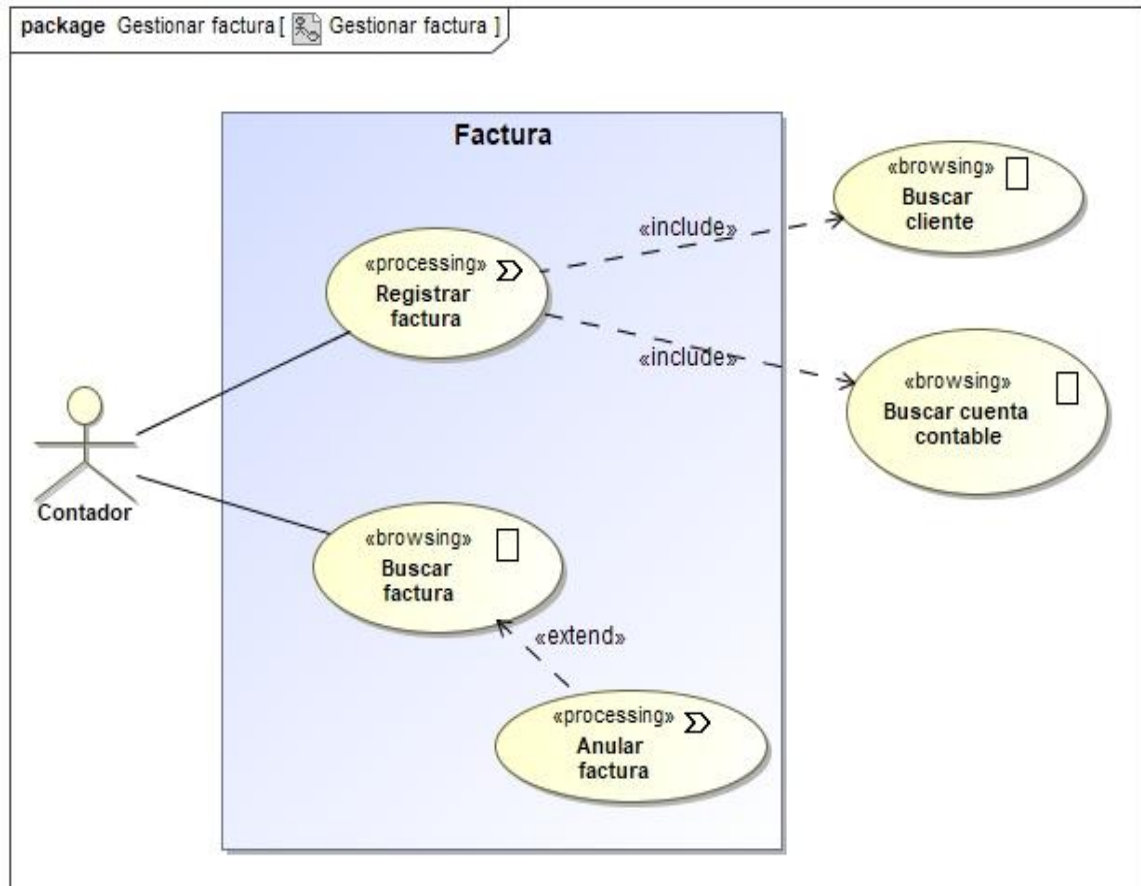 package Gestionar factura [ Gestionar factura ]
Factura
«browsing»
Buscar
cliente
«include»
«processing»
Registrar
factura
«include»
«browsing»
Buscar cuenta
contable
Contador
«browsing»
Buscar
factura
«extend»
«processing»
Anular
factura